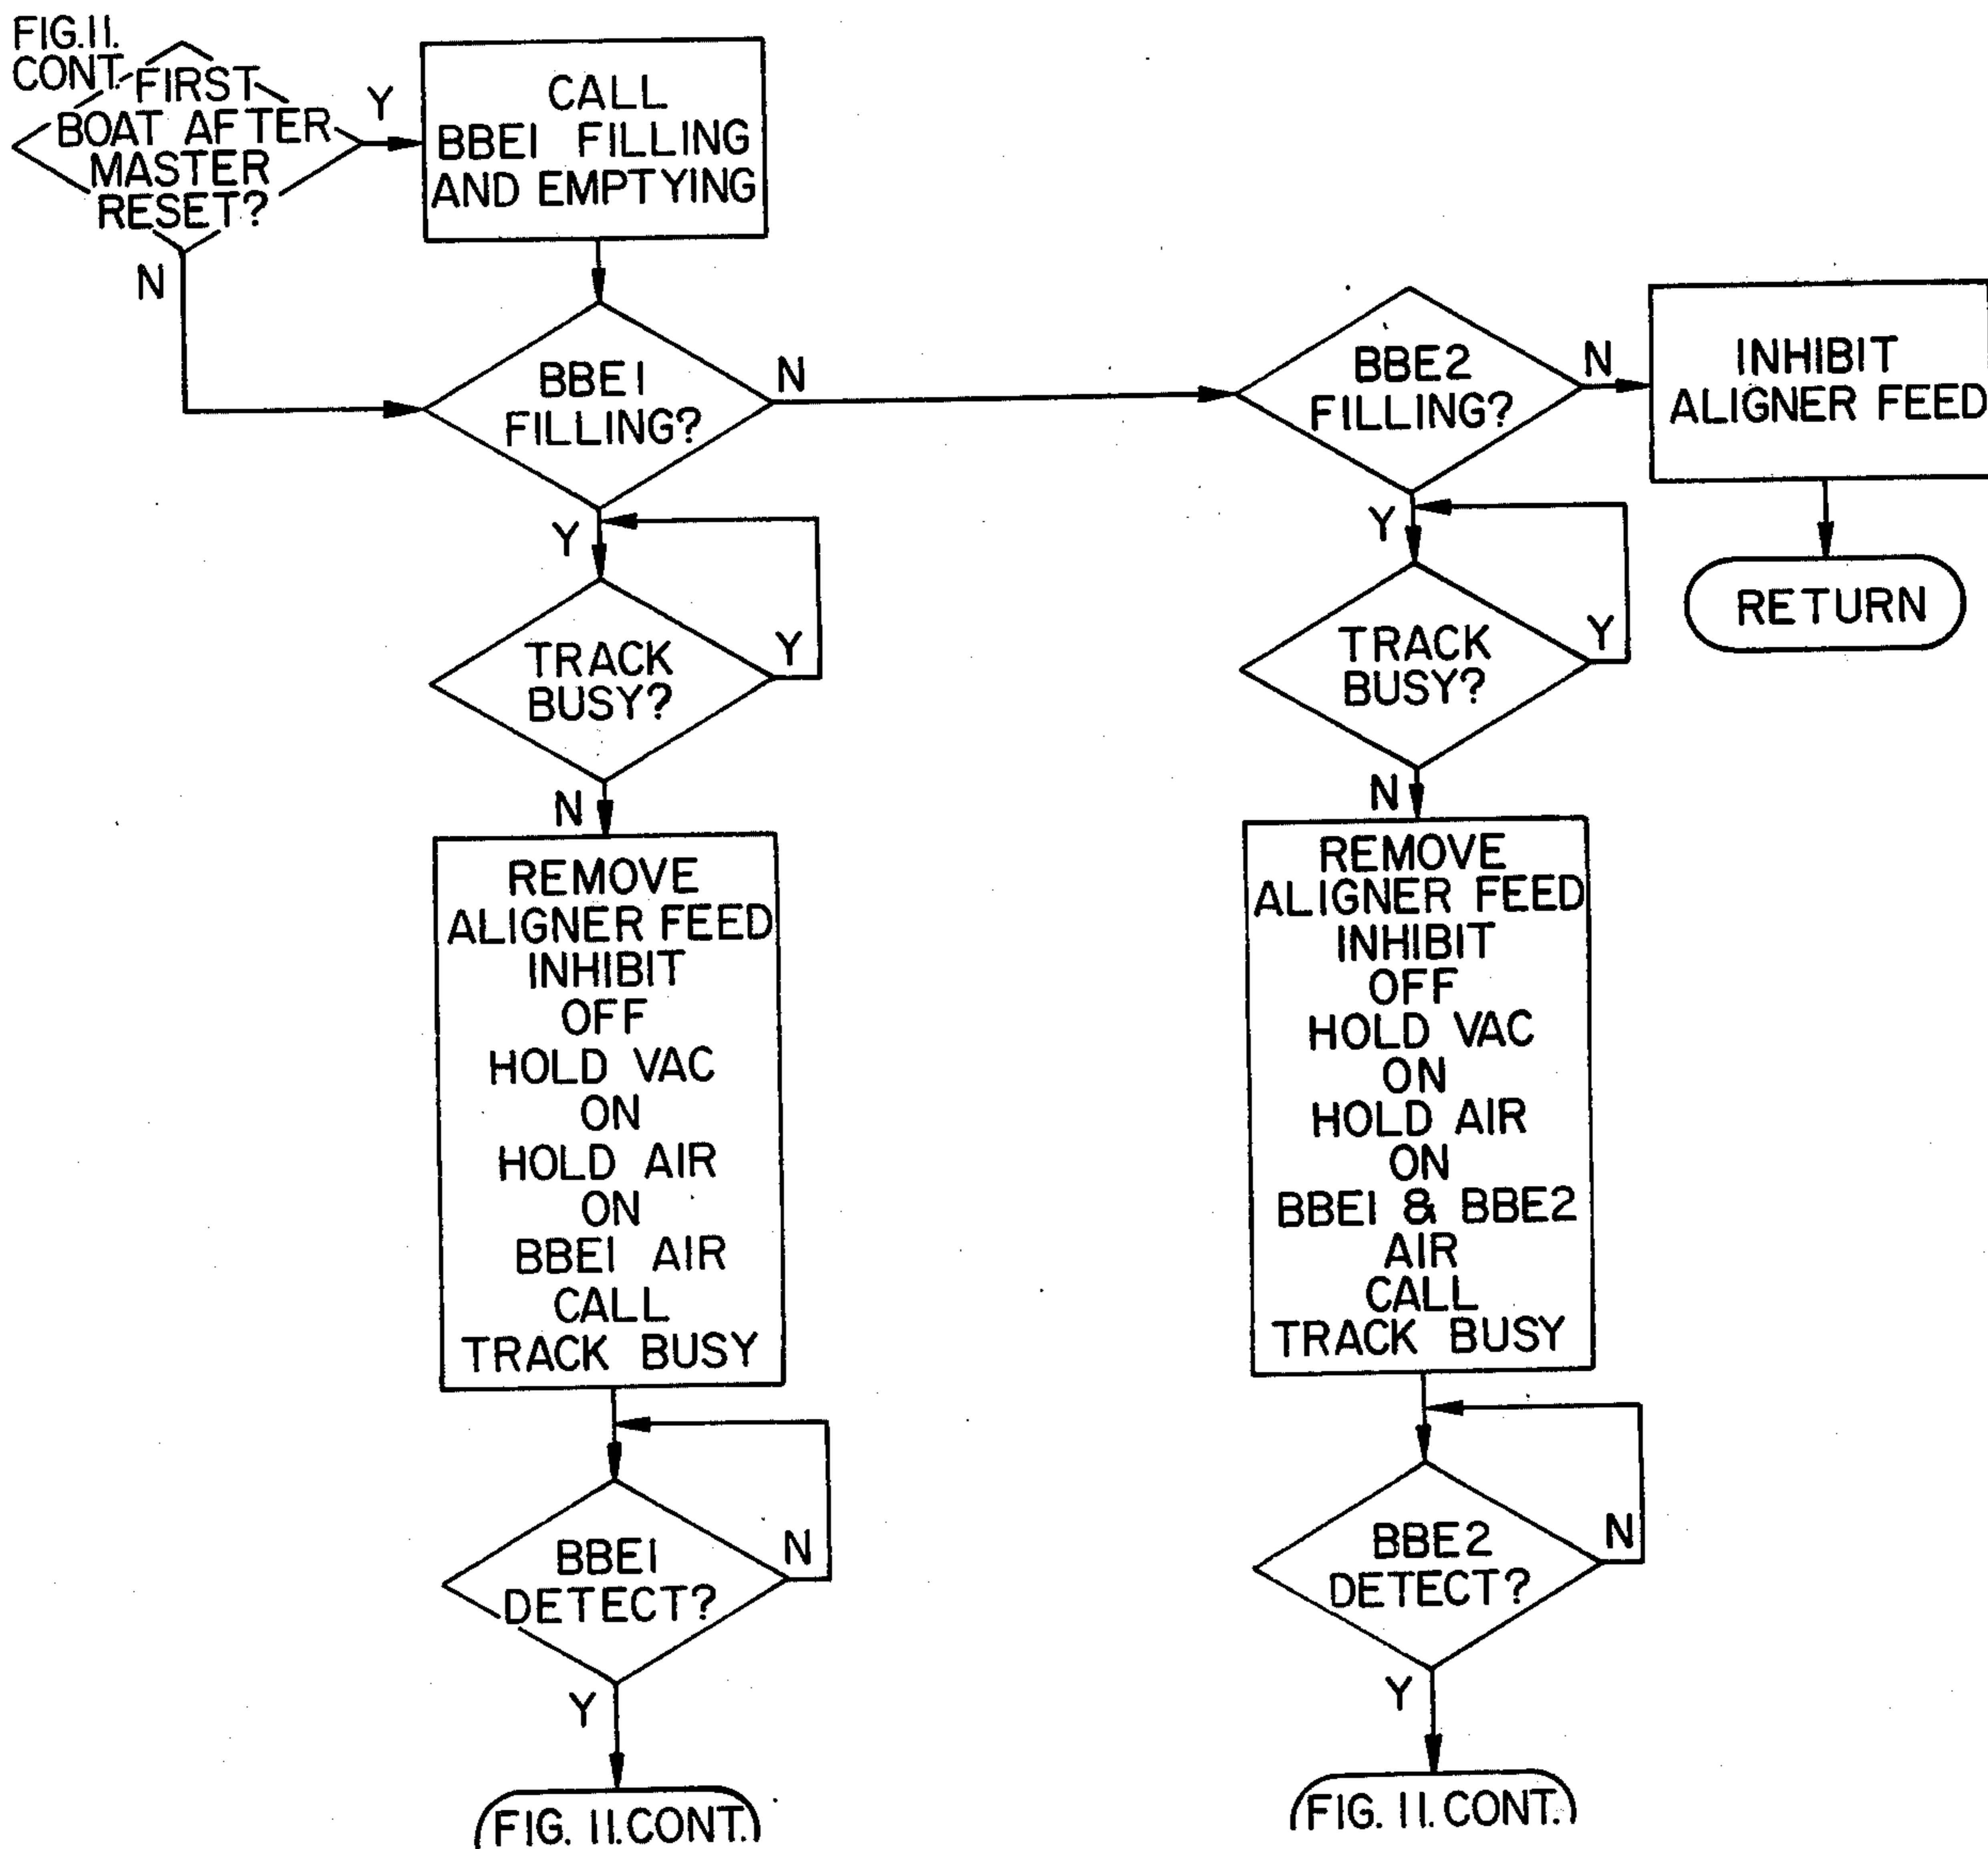 FIG.11.
CONT.
FIRST
BOAT AFTER
MASTER
RESET?
Y
N
CALL
BBE1 FILLING
AND EMPTYING
BBE1
FILLING?
N
Y
BBE2
FILLING?
N
Y
INHIBIT
ALIGNER FEED
RETURN
TRACK
BUSY?
Y
N
TRACK
BUSY?
Y
N
REMOVE
ALIGNER FEED
INHIBIT
OFF
HOLD VAC
ON
HOLD AIR
ON
BBE1 AIR
CALL
TRACK BUSY
REMOVE
ALIGNER FEED
INHIBIT
OFF
HOLD VAC
ON
HOLD AIR
ON
BBE1 & BBE2
AIR
CALL
TRACK BUSY
BBE1
DETECT?
N
Y
BBE2
DETECT?
N
Y
FIG. 11. CONT.
FIG. 11. CONT.